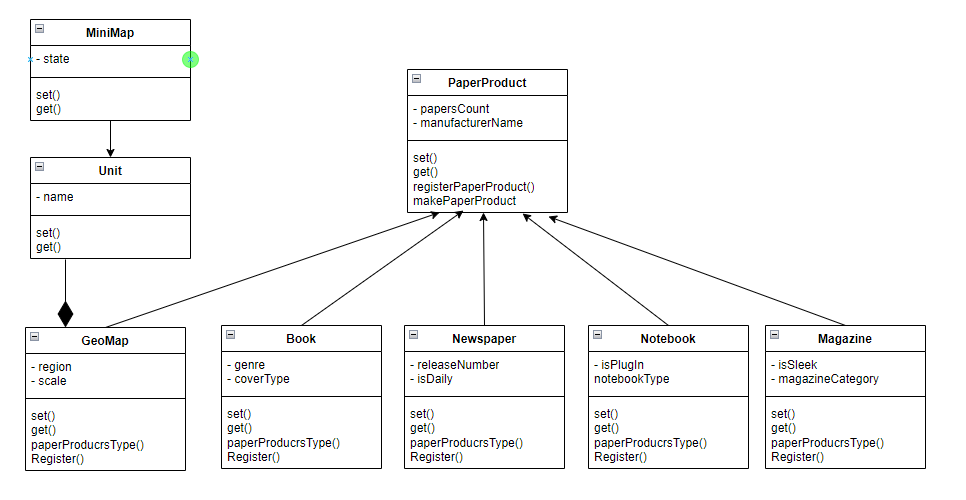 MiniMap
- state
set()
get()
PaperProduct
- papersCount
- manufacturerName
set()
get()
registerPaperProduct()
makePaperProduct
Unit
- name
set()
get()
GeoMap
- region
- scale
set()
get()
paperProducrsType()
Register()
Book
- genre
- coverType
set()
get()
paperProducrsType()
Register()
Newspaper
- releaseNumber
- isDaily
set()
get()
paperProducrsType()
Register()
Notebook
- isPlugIn
notebookType
set()
get()
paperProducrsType()
Register()
Magazine
- isSleek
- magazineCategory
set()
get()
paperProducrsType()
Register()